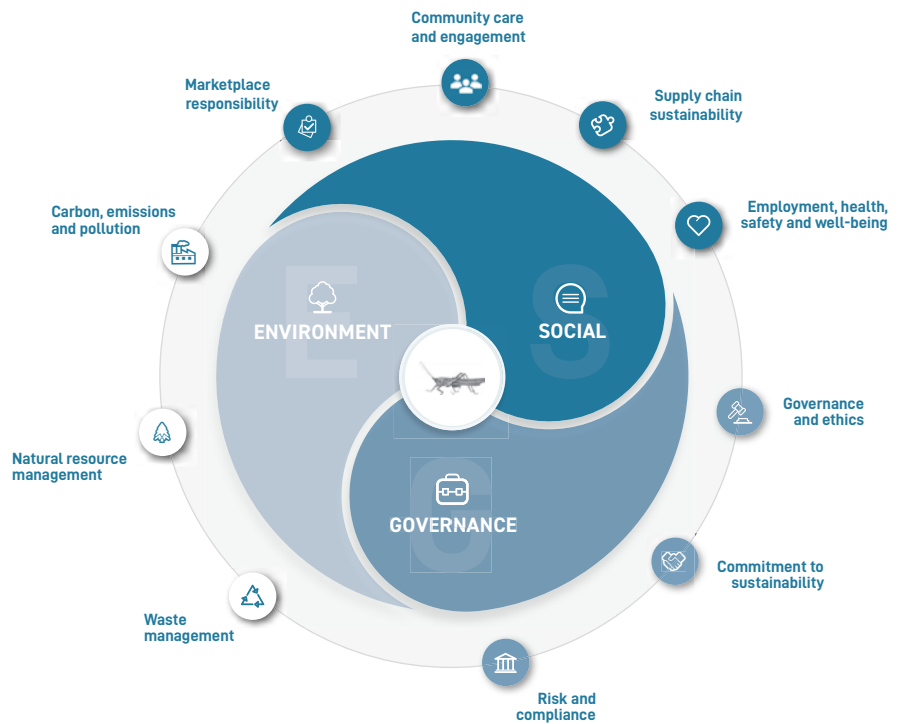 Community care
and engagement
Marketplace
responsibility
Supply chain
sustainability
Carbon, emissions
and pollution
Employment, health,
safety and well-being
E
S
ENVIRONMENT
SOCIAL
Governance
and ethics
Natural resource
management
G
GOVERNANCE
Commitment to
sustainability
Waste
management
Risk and
compliance